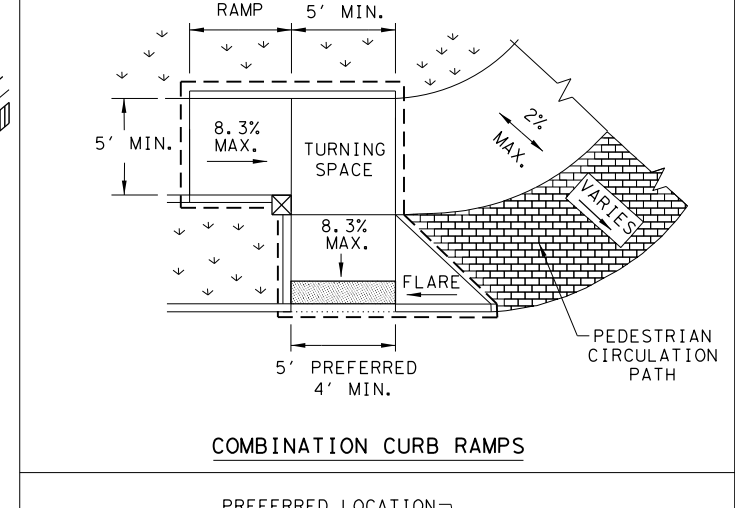 RAMP
5' MIN.
5' MIN.
8.3%
MAX.
TURNING
SPACE
2%
MAX.
VARIES
8.3%
MAX.
FLARE
PEDESTRIAN
CIRCULATION
PATH
5' PREFERRED
4' MIN.
COMBINATION CURB RAMPS
PREFERRED LOCATION